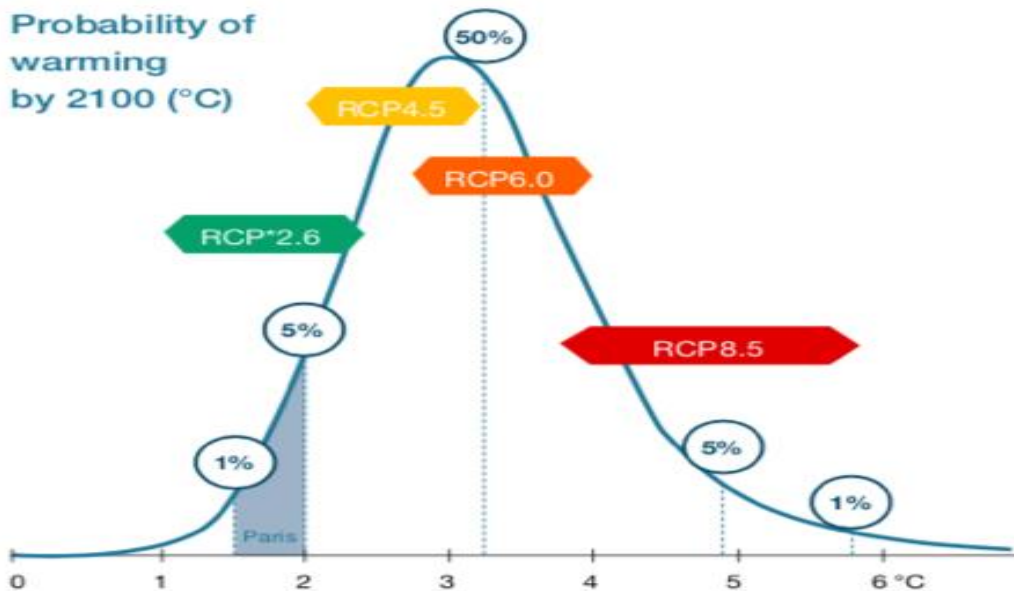 Probability of
warming
by 2100 (°C)
50%
RCP4.5
RCP6.0
RCP*2.6
5%
RCP8.5
1%
5%
1%
Paris
0 1 2 3 4 5 6 °C